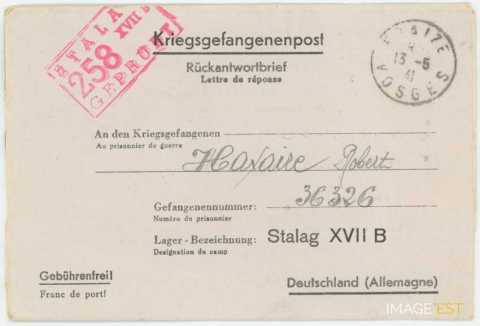 STALAG XVII B
258
GEPRÜFT
Kriegsgefangenenpost
Rückantwortbrief
Lettre de réponse
FRAIZE
13 -5
41
VOSGES
An den Kriegsgefangenen
Au prisonnier de guerre
Haxaire Robert
Gefangenennummer: 36326
Numéro du prisonnier
Lager-Bezeichnung: Stalag XVII B
Désignation du camp
Gebührenfrei!
Franc de port!
Deutschland (Allemagne)
IMAGE'EST